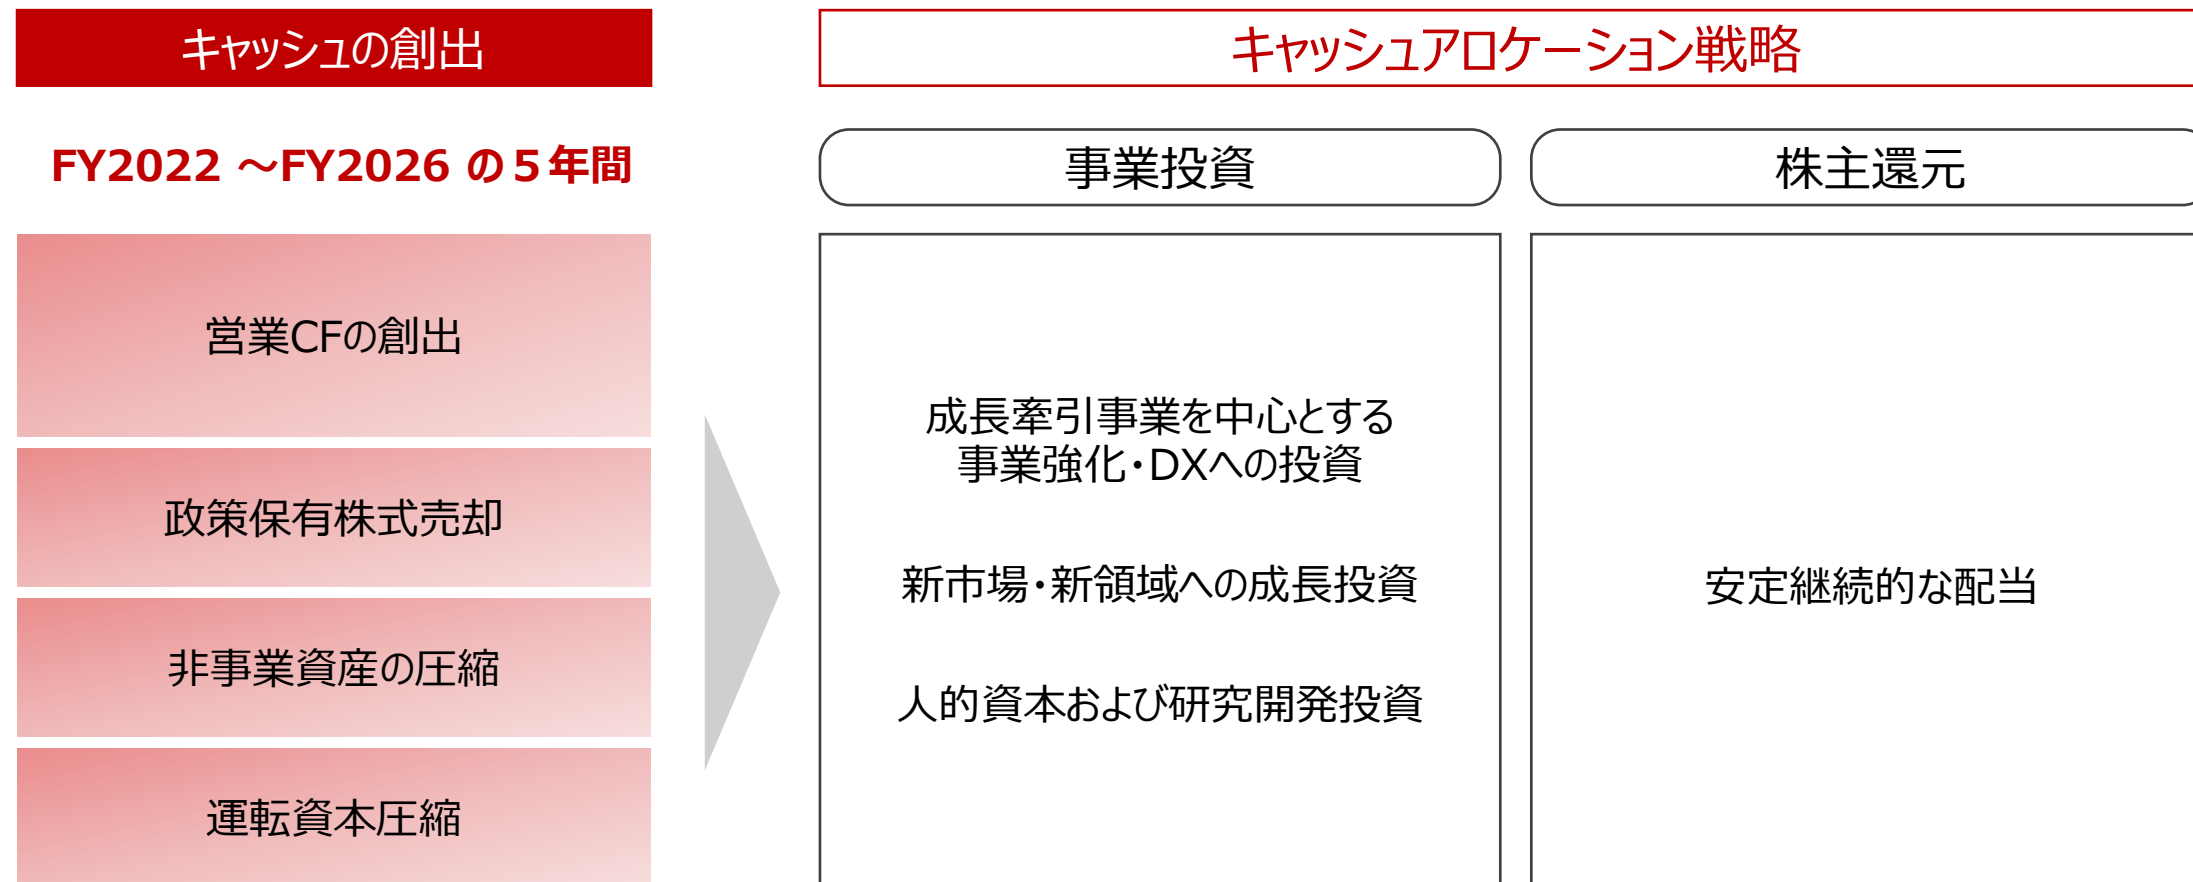 キャッシュの創出
キャッシュアロケーション戦略
FY2022 ～FY2026 の５年間
事業投資
株主還元
営業CFの創出
政策保有株式売却
非事業資産の圧縮
運転資本圧縮
成長牽引事業を中心とする
事業強化・DXへの投資
新市場・新領域への成長投資
人的資本および研究開発投資
安定継続的な配当